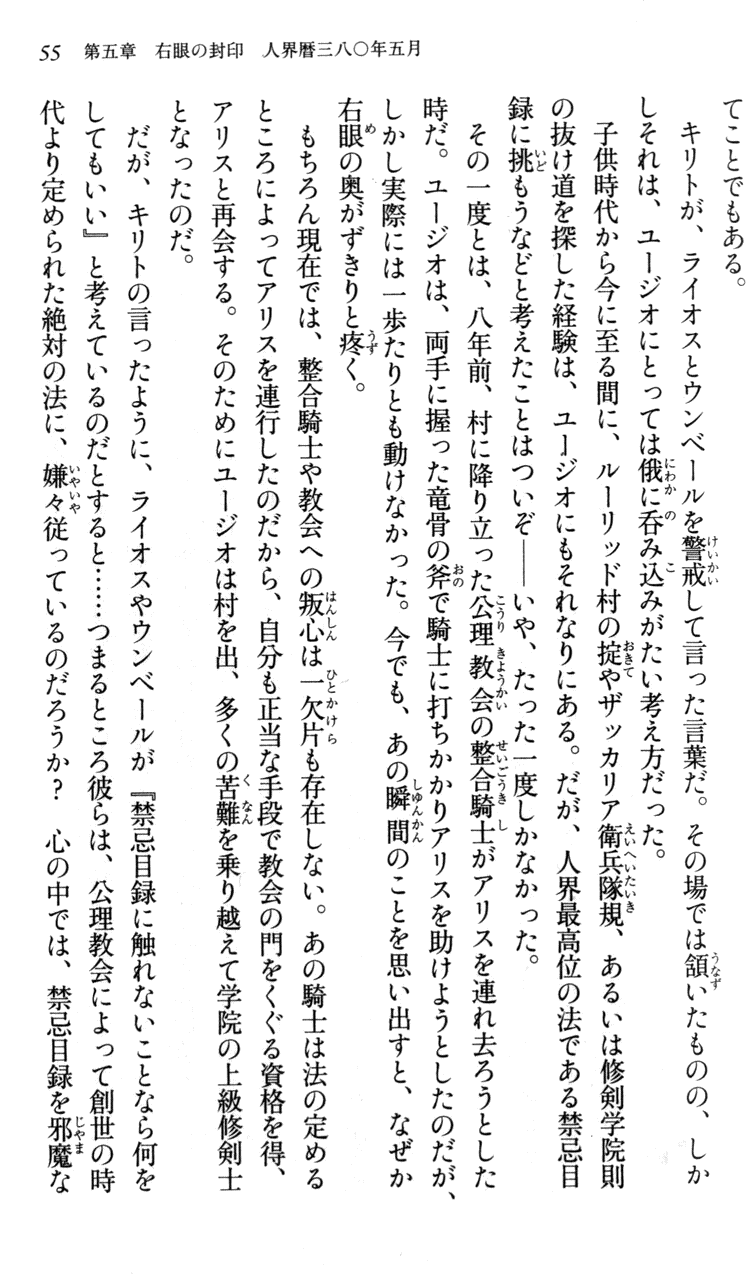 55　第五章　右眼の封印　人界暦三八〇年五月
てことでもある。
　キリトが、ライオスとウンベールを警戒して言った言葉だ。その場では頷いたものの、しか
しそれは、ユージオにとっては俄に呑み込みがたい考え方だった。
　子供時代から今に至る間に、ルーリッド村の掟やザッカリア衛兵隊規、あるいは修剣学院則
の抜け道を探した経験は、ユージオにもそれなりにある。だが、人界最高位の法である禁忌目
録に挑もうなどと考えたことはついぞ――いや、たった一度しかなかった。
　その一度とは、八年前、村に降り立った公理教会の整合騎士がアリスを連れ去ろうとした
時だ。ユージオは、両手に握った竜骨の斧で騎士に打ちかかりアリスを助けようとしたのだが、
しかし実際には一歩たりとも動けなかった。今でも、あの瞬間のことを思い出すと、なぜか
右眼の奥がずきりと疼く。
　もちろん現在では、整合騎士や教会への叛心は一欠片も存在しない。あの騎士は法の定める
ところによってアリスを連行したのだから、自分も正当な手段で教会の門をくぐる資格を得、
アリスと再会する。そのためにユージオは村を出、多くの苦難を乗り越えて学院の上級修剣士
となったのだ。
　だが、キリトの言ったように、ライオスやウンベールが『禁忌目録に触れないことなら何を
してもいい』と考えているのだとすると……つまるところ彼らは、公理教会によって創世の時
代より定められた絶対の法に、嫌々従っているのだろうか？　心の中では、禁忌目録を邪魔な